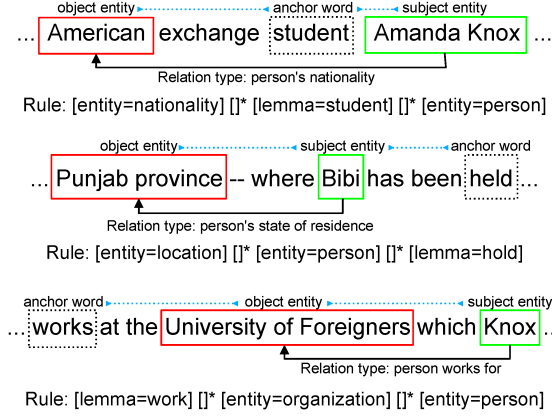 object entity anchor word subject entity
... American exchange student Amanda Knox ...
Relation type: person's nationality
Rule: [entity=nationality] []* [lemma=student] []* [entity=person]
object entity subject entity anchor word
... Punjab province -- where Bibi has been held ...
Relation type: person's state of residence
Rule: [entity=location] []* [entity=person] []* [lemma=hold]
anchor word object entity subject entity
... works at the University of Foreigners which Knox ...
Relation type: person works for
Rule: [lemma=work] []* [entity=organization] []* [entity=person]